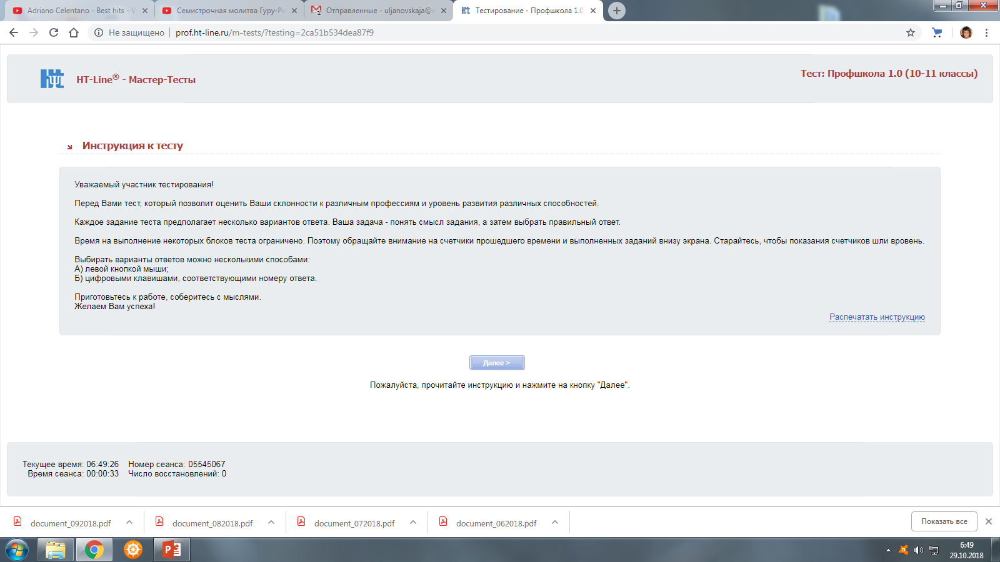 Adriano Celentano - Best hits - V
Семистрочная молитва Гуру-Ри
Отправленные - uljanovskaja@s
Тестирование - Профшкола 1.0
Не защищено
prof.ht-line.ru/m-tests/?testing=2ca51b534dea87f9
HT-Line® - Мастер-Тесты
Тест: Профшкола 1.0 (10-11 классы)
Инструкция к тесту
Уважаемый участник тестирования!
Перед Вами тест, который позволит оценить Ваши склонности к различным профессиям и уровень развития различных способностей.
Каждое задание теста предполагает несколько вариантов ответа. Ваша задача - понять смысл задания, а затем выбрать правильный ответ.
Время на выполнение некоторых блоков теста ограничено. Поэтому обращайте внимание на счетчики прошедшего времени и выполненных заданий внизу экрана. Старайтесь, чтобы показания счетчиков шли вровень.
Выбирать варианты ответов можно несколькими способами:
А) левой кнопкой мыши;
Б) цифровыми клавишами, соответствующими номеру ответа.
Приготовьтесь к работе, соберитесь с мыслями.
Желаем Вам успеха!
Распечатать инструкцию
Далее >
Пожалуйста, прочитайте инструкцию и нажмите на кнопку "Далее".
Текущее время: 06:49:26 Номер сеанса: 05545067
Время сеанса: 00:00:33 Число восстановлений: 0
document_092018.pdf
document_082018.pdf
document_072018.pdf
document_062018.pdf
Показать все
6:49
29.10.2018